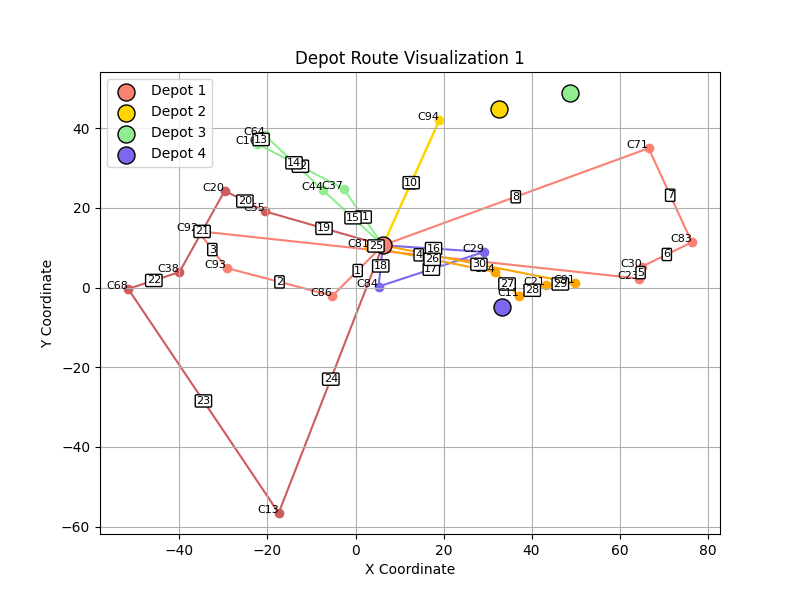 Depot Route Visualization 1
Depot 1
Depot 2
Depot 3
Depot 4
C94
C64
13
C71
14
10
C44
C37
7
C20
20
8
C55
15
19
21
C83
C81
25
16
C29
3
6
4
26
C30
C93
18
30
17
C38
1
5
C23
22
2
C84
27
C21
29
C91
C68
28
C11
C86
24
23
C13
40
20
0
−20
−40
−60
−40
−20
0
20
40
60
80
Y Coordinate
X Coordinate